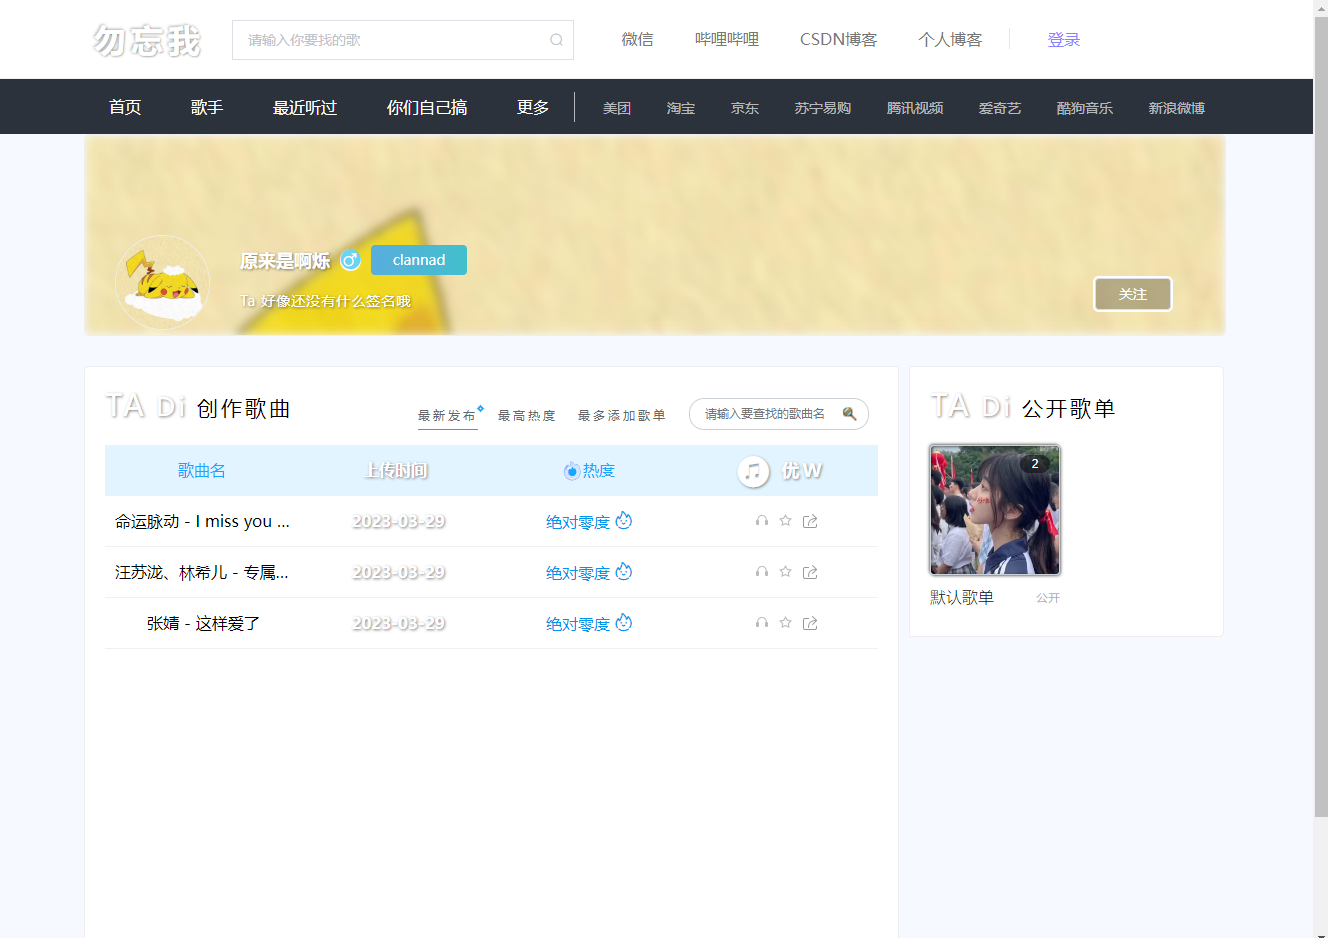 勿忘我 请输入你要找的歌 微信 哔哩哔哩 CSDN博客 个人博客 登录
首页 歌手 最近听过 你们自己搞 更多 美团 淘宝 京东 苏宁易购 腾讯视频 爱奇艺 酷狗音乐 新浪微博
原来是啊烁 clannad
Ta 好像还没有什么签名哦
关注
TA Di 创作歌曲 最新发布 最高热度 最多添加歌单 请输入要查找的歌曲名
歌曲名 上传时间 热度 优 W
命运脉动 - I miss you ... 2023-03-29 绝对零度
汪苏泷、林希儿 - 专属... 2023-03-29 绝对零度
张婧 - 这样爱了 2023-03-29 绝对零度
TA Di 公开歌单
2
默认歌单 公开